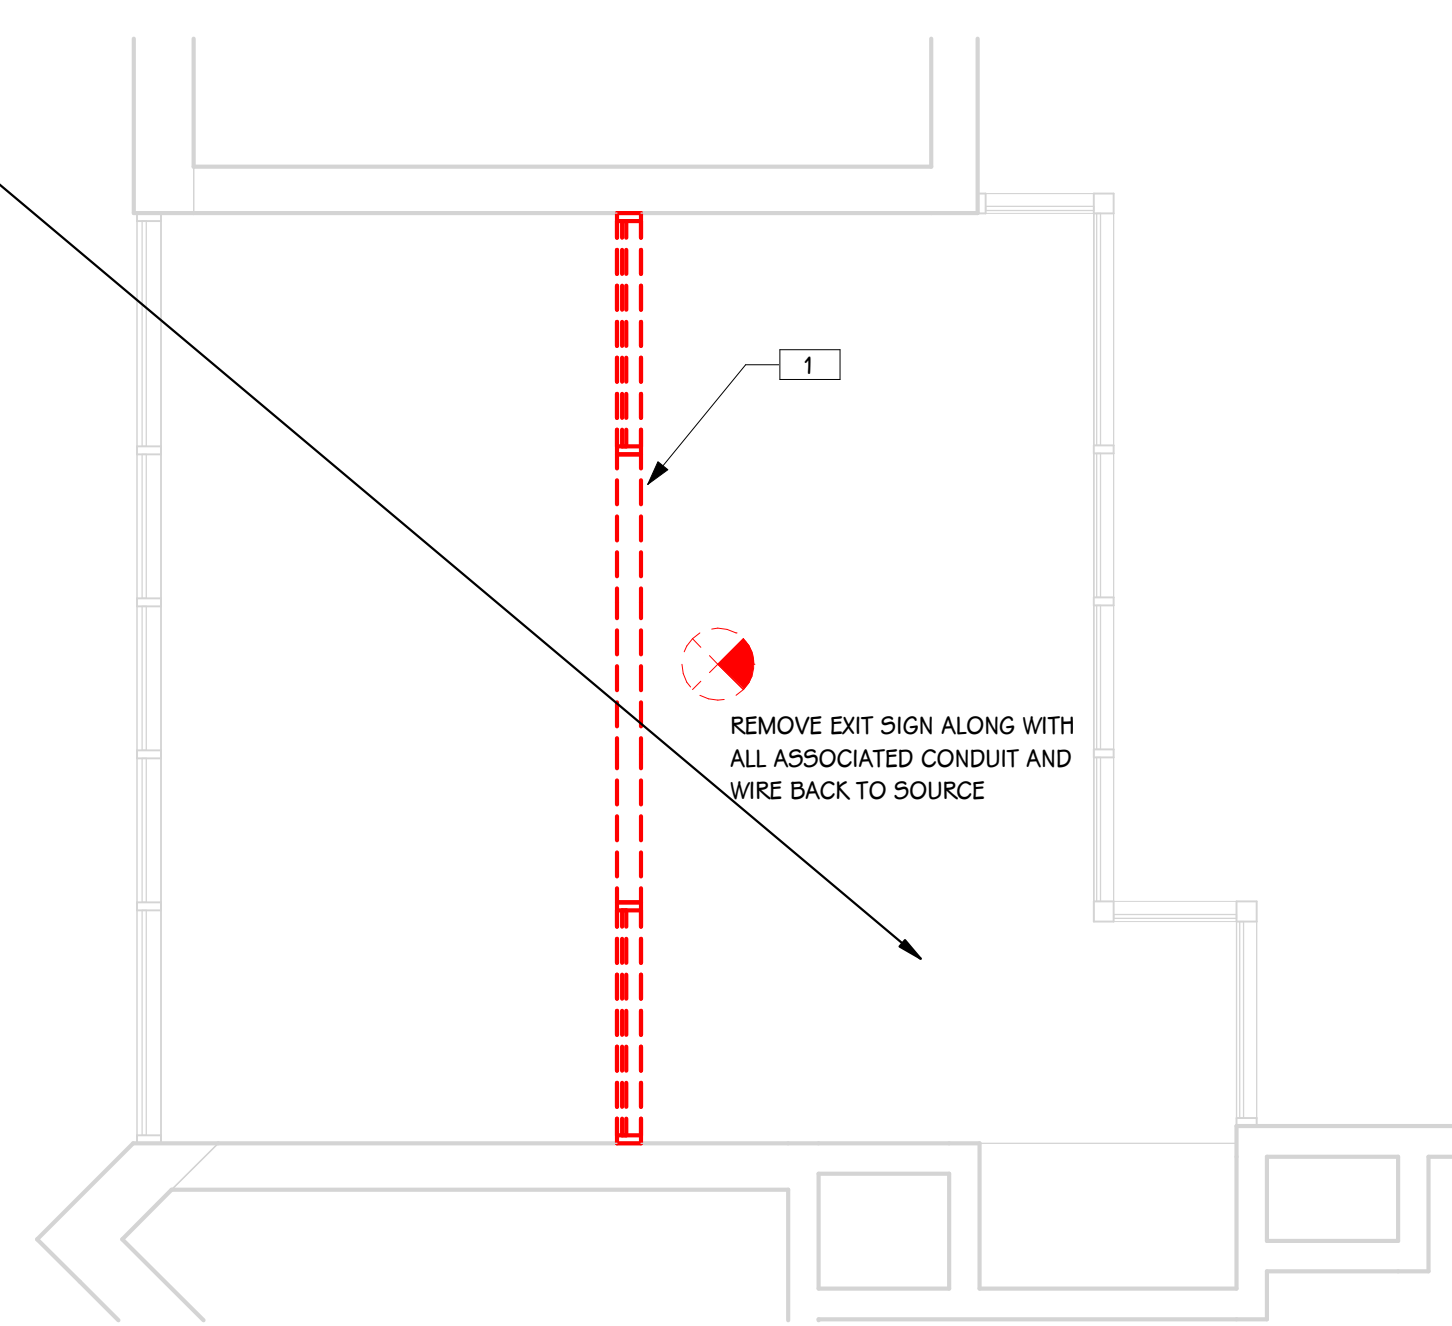 1
REMOVE EXIT SIGN ALONG WITH
ALL ASSOCIATED CONDUIT AND
WIRE BACK TO SOURCE